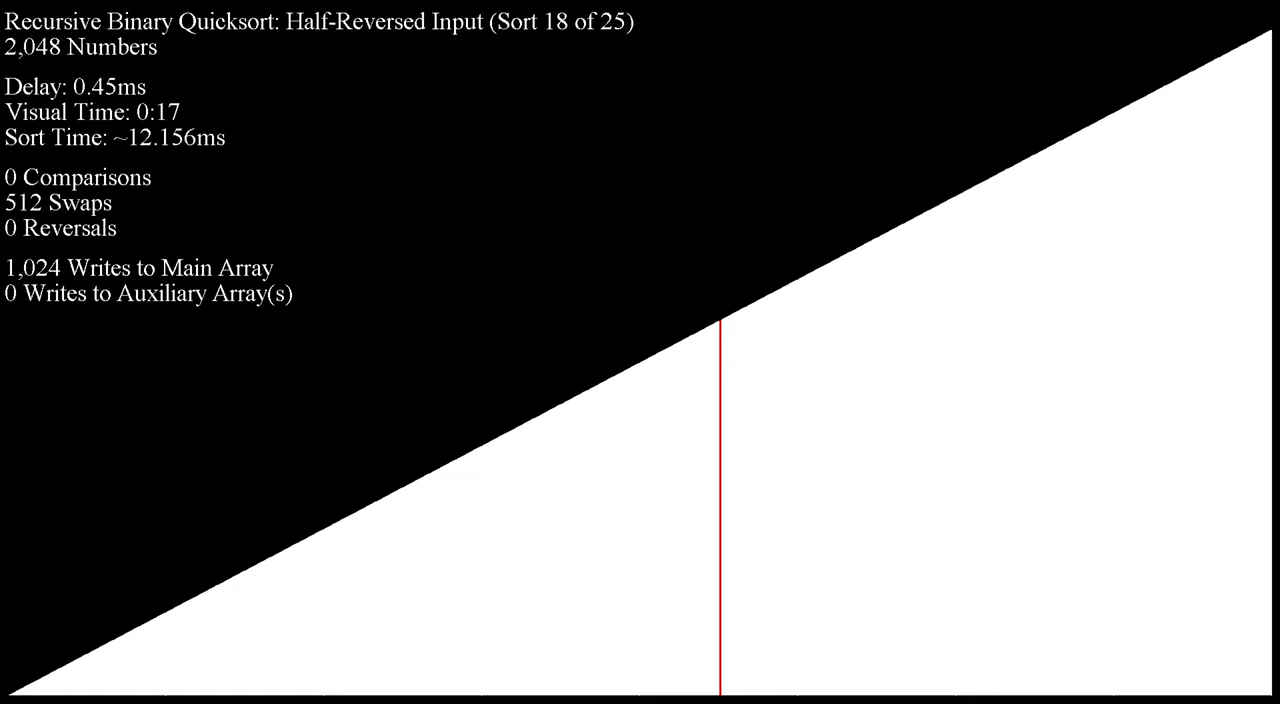 Recursive Binary Quicksort: Half-Reversed Input (Sort 18 of 25)
2,048 Numbers
Delay: 0.45ms
Visual Time: 0:17
Sort Time: ~12.156ms
0 Comparisons
512 Swaps
0 Reversals
1,024 Writes to Main Array
0 Writes to Auxiliary Array(s)